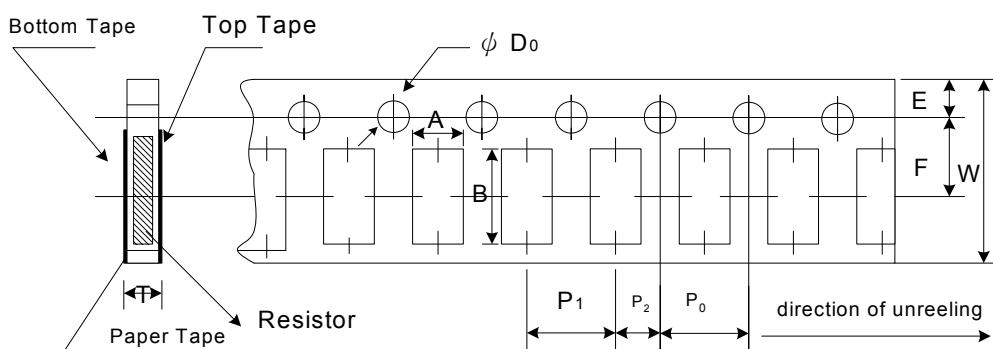 Bottom Tape
Top Tape
ψ D0
E
A
F
W
B
T
P1
P2
P0
direction of unreeling
Resistor
Paper Tape